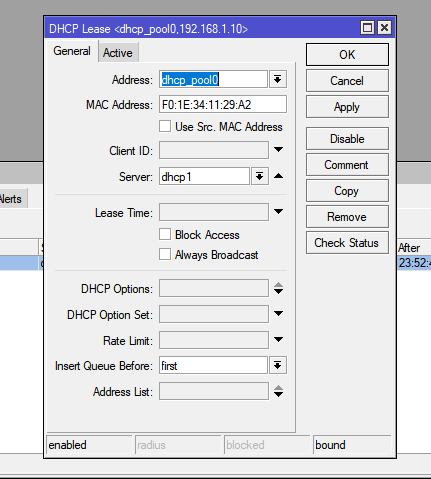 DHCP Lease <dhcp_pool0,192.168.1.10>
General Active
OK
Address: dhcp_pool0
Cancel
MAC Address: F0:1E:34:11:29:A2
Apply
Use Src. MAC Address
Disable
Client ID:
Comment
Server: dhcp1
Copy
Alerts
Lease Time:
Remove
Block Access
Check Status
After
Always Broadcast
23:52:4
DHCP Options:
DHCP Option Set:
Rate Limit:
Insert Queue Before: first
Address List:
enabled radius blocked bound